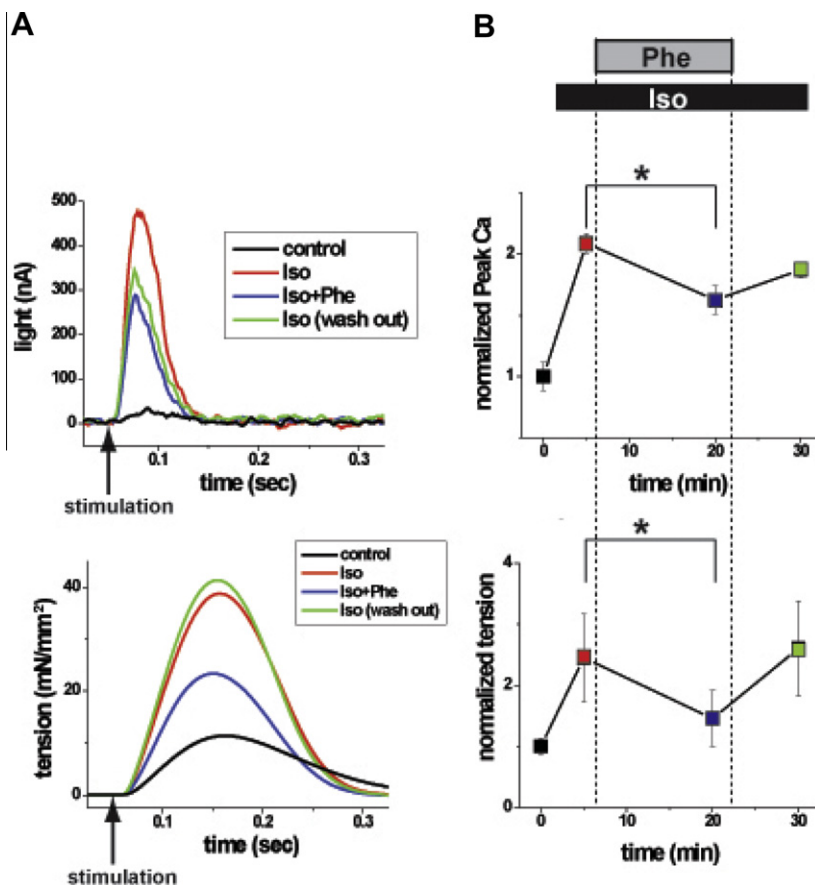 A
500
400
300
200
100
0
light (nA)
control
Iso
Iso+Phe
Iso (wash out)
0.1
0.2
0.3
time (sec)
stimulation
40
20
0
tension (mN/mm²)
control
Iso
Iso+Phe
Iso (wash out)
0.1
0.2
0.3
time (sec)
stimulation
B
Phe
Iso
*
2
1
normalized Peak Ca
0
10
20
30
time (min)
*
4
2
0
normalized tension
0
10
20
30
time (min)